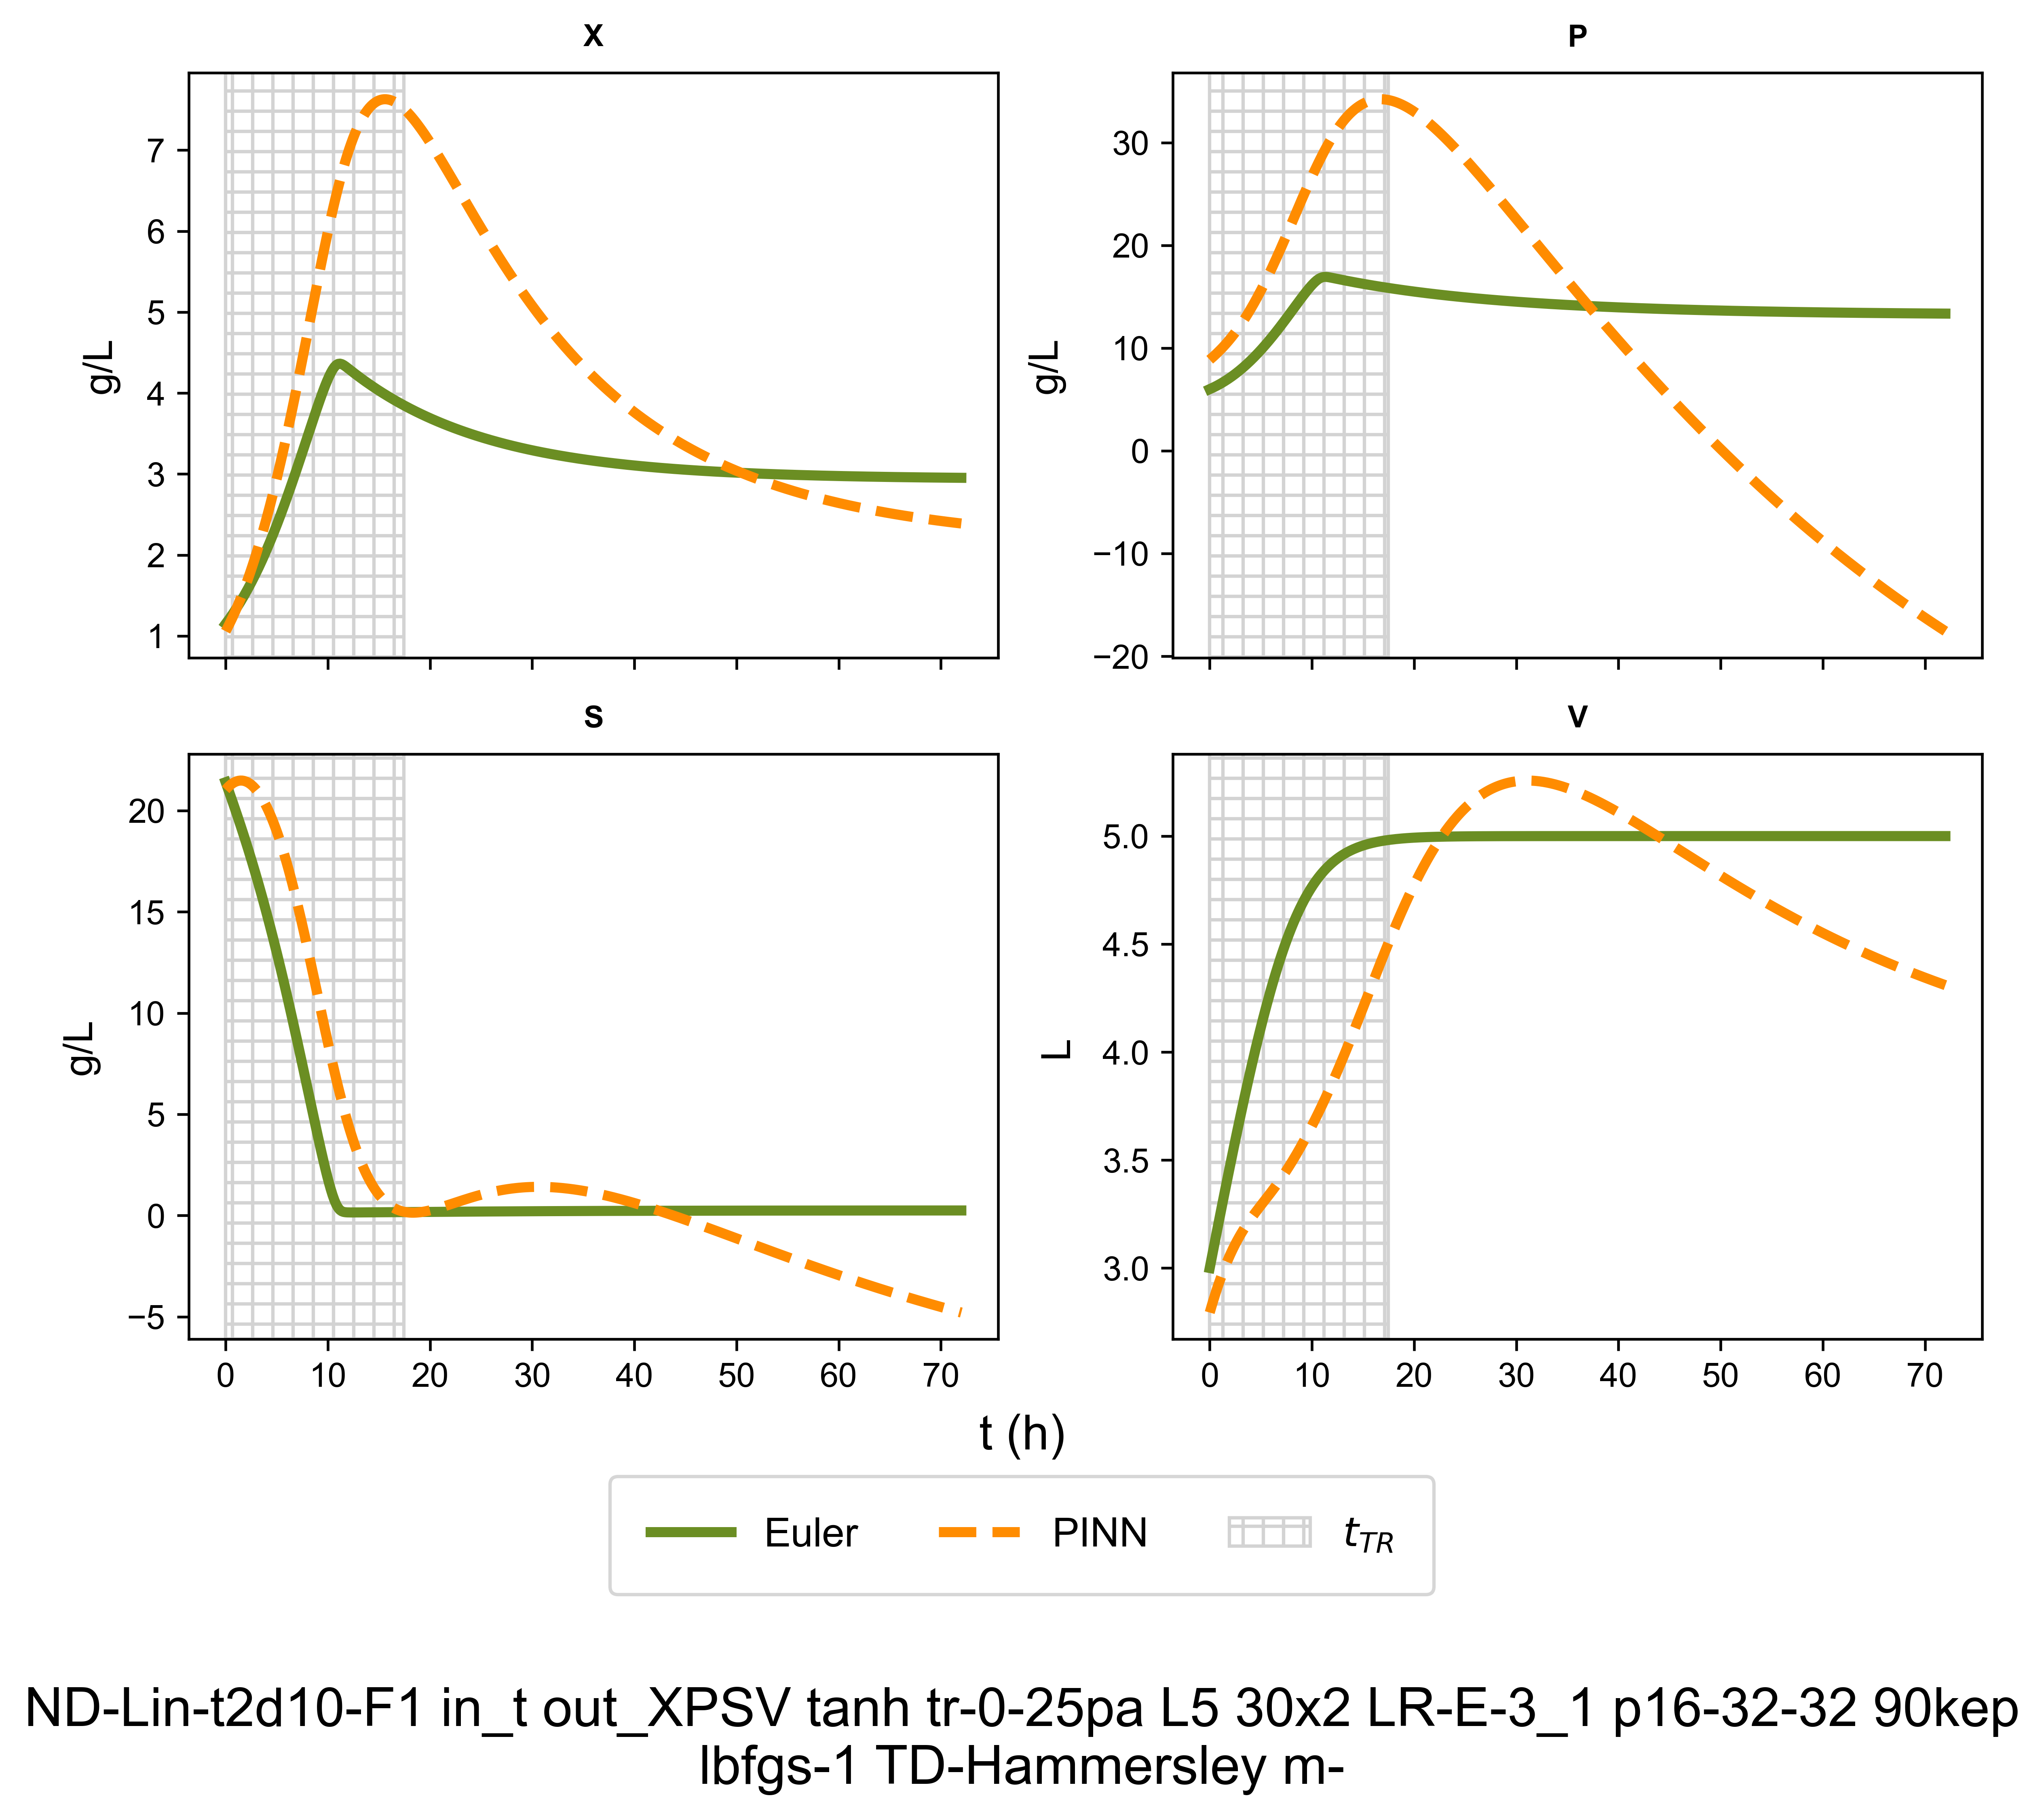 X
P
7
6
5
4
3
2
1
g/L
30
20
10
0
−10
−20
g/L
S
V
20
15
10
5
0
−5
g/L
5.0
4.5
4.0
3.5
3.0
L
0 10 20 30 40 50 60 70
0 10 20 30 40 50 60 70
t (h)
Euler PINN t_TR
ND-Lin-t2d10-F1 in_t out_XPSV tanh tr-0-25pa L5 30x2 LR-E-3_1 p16-32-32 90kep
lbfgs-1 TD-Hammersley m-